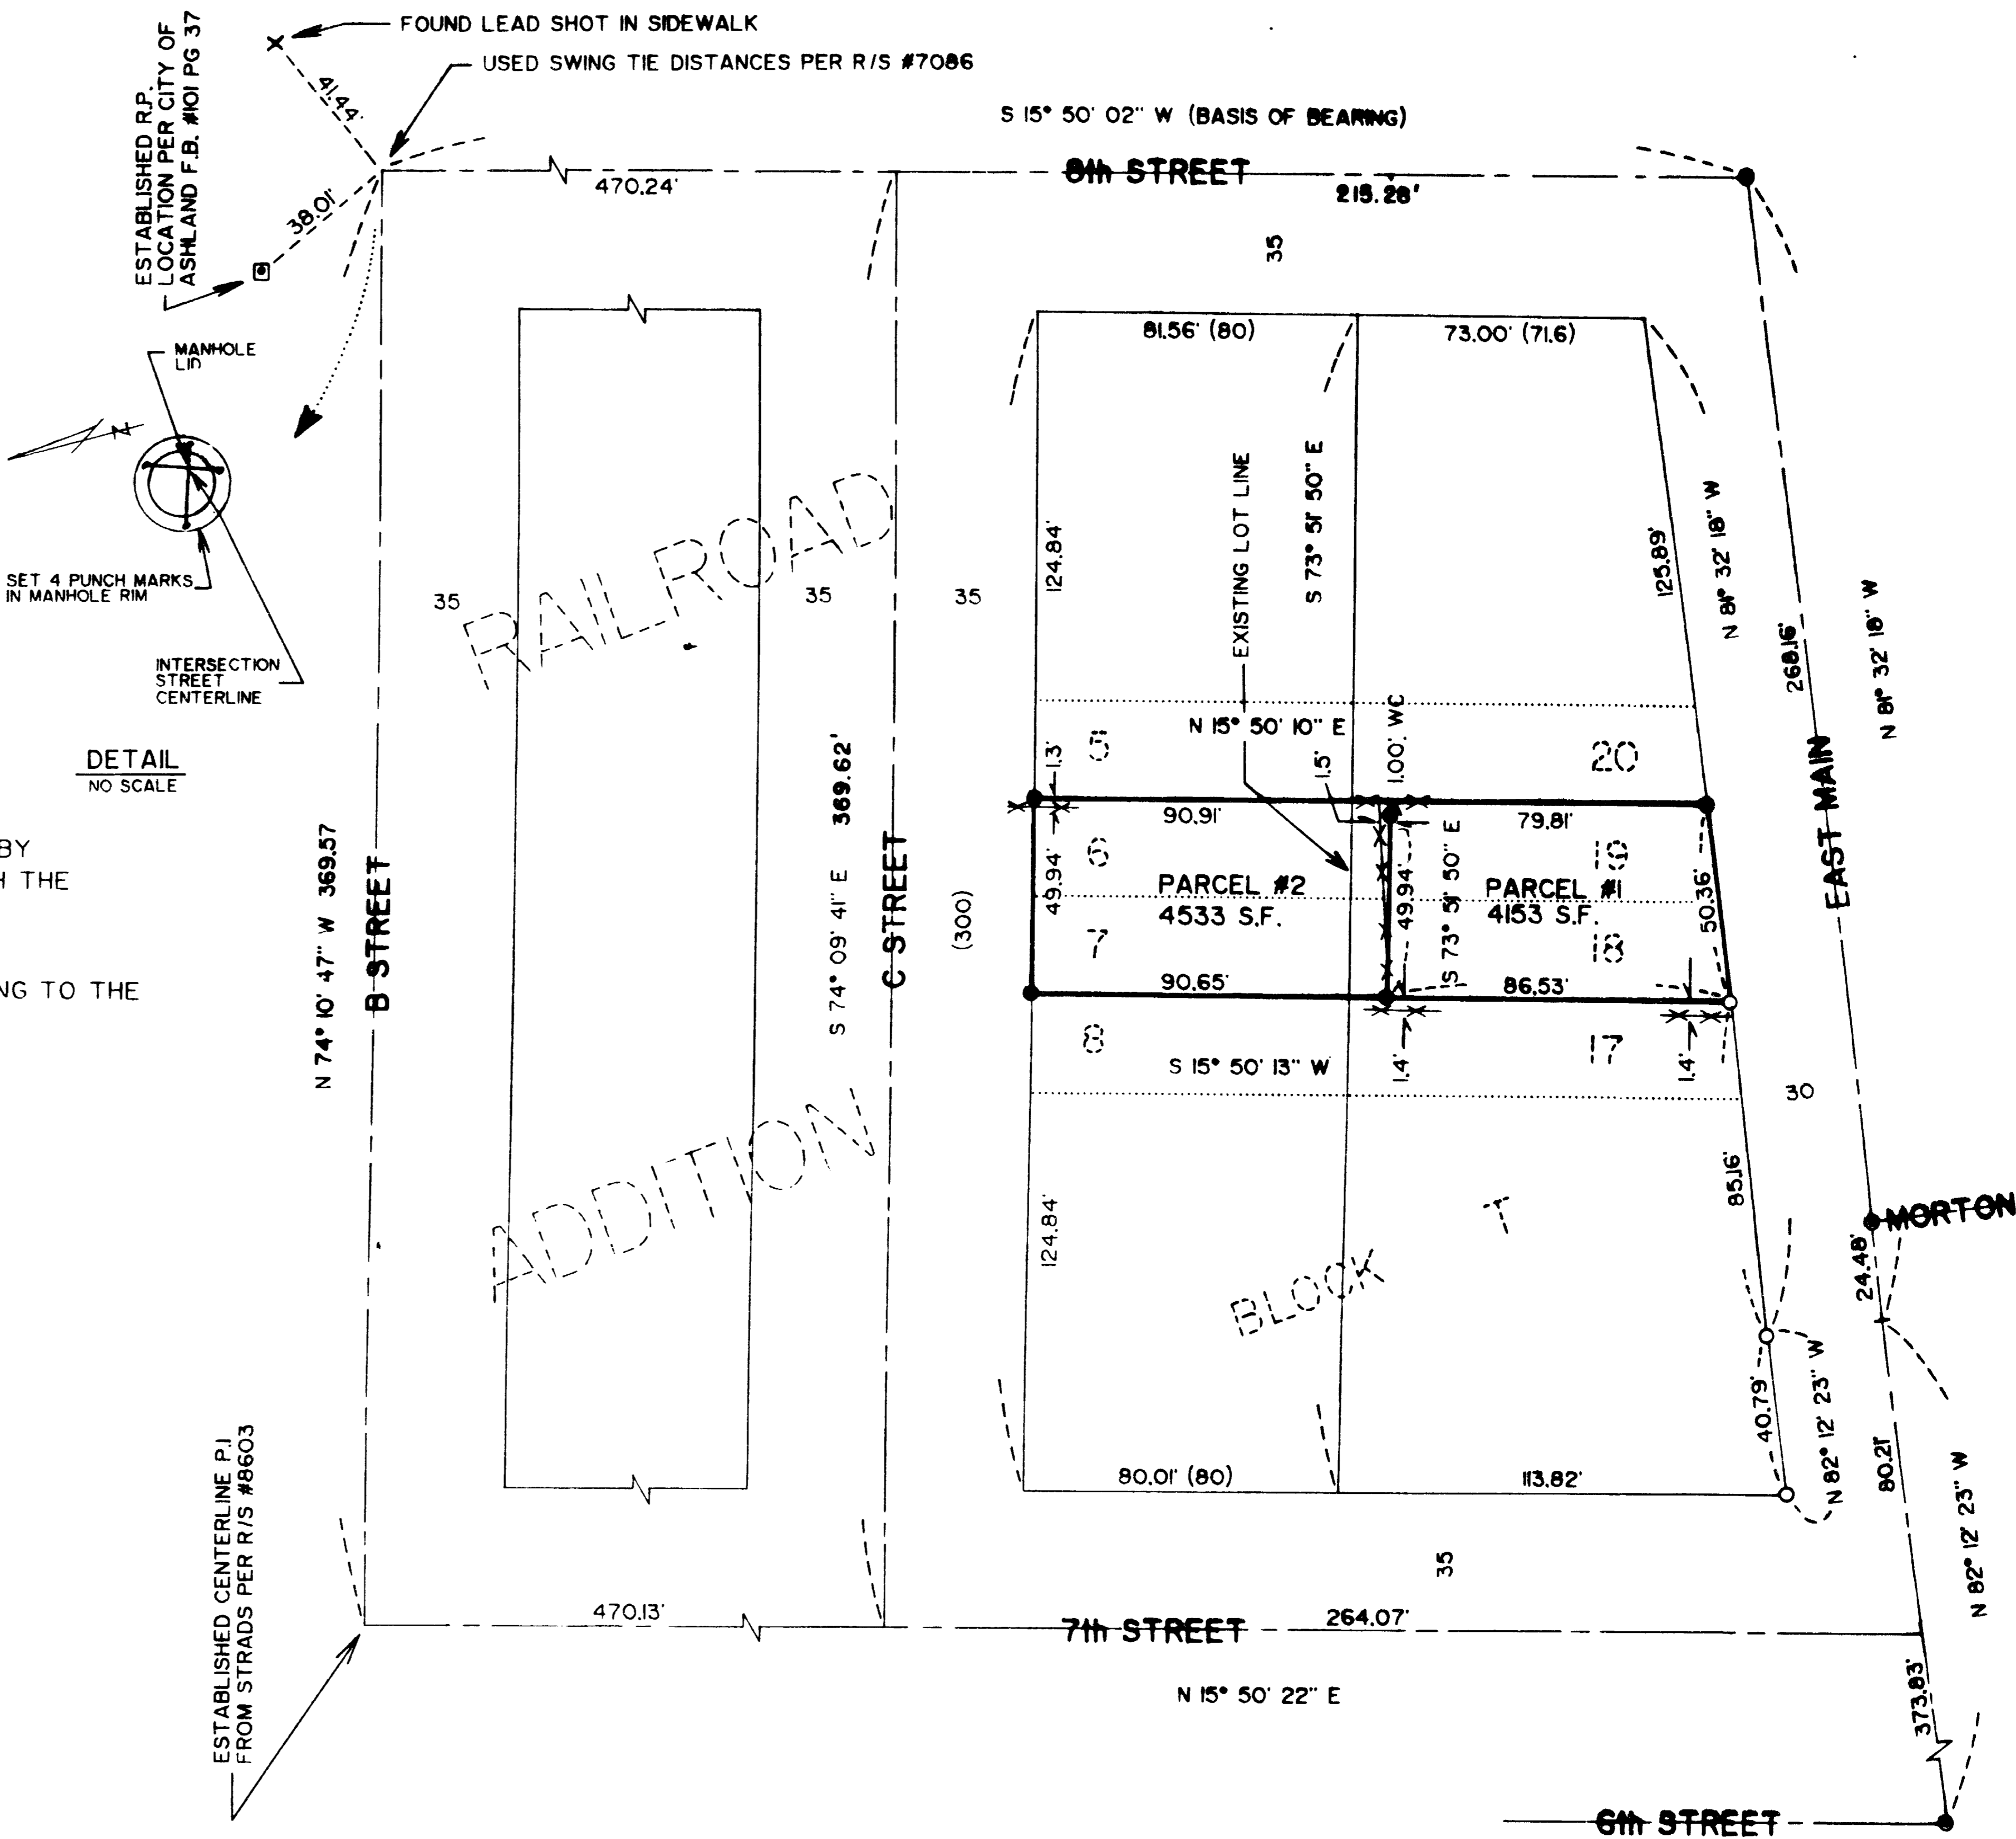 FOUND LEAD SHOT IN SIDEWALK
USED SWING TIE DISTANCES PER R/S #7086
ESTABLISHED R.P.
LOCATION PER CITY OF
ASHLAND F.B. #101 PG 37
41.44'
38.01'
S 15° 50' 02" W (BASIS OF BEARING)
8th STREET
470.24'
215.28'
35
MANHOLE
LID
N
SET 4 PUNCH MARKS
IN MANHOLE RIM
INTERSECTION
STREET
CENTERLINE
DETAIL
NO SCALE
BY
H THE
NG TO THE
81.56' (80)
73.00' (71.6)
124.84'
EXISTING LOT LINE
S 73° 51' 50" E
125.89'
N 81° 32' 18" W
268.16'
N 81° 32' 18" W
35
35
35
RAILROAD
ADDITION
N 74° 10' 47" W 369.57
B STREET
S 74° 09' 41" E 369.62'
C STREET
(300)
N 15° 50' 10" E
5
20
1.3'
1.5'
1.00' WC
90.91'
79.81'
6
19
49.94'
PARCEL #2
4533 S.F.
49.94'
S 73° 51' 50" E
PARCEL #1
4153 S.F.
50.36'
EAST MAIN
7
18
90.65'
86.53'
8
17
S 15° 50' 13" W
1.4'
1.4'
30
85.16'
MORTON
24.48'
124.84'
BLOCK T
40.79'
N 82° 12' 23" W
80.21'
N 82° 12' 23" W
80.01' (80)
113.82'
35
ESTABLISHED CENTERLINE P.I
FROM STRADS PER R/S #8603
470.13'
7th STREET
264.07'
N 15° 50' 22" E
373.83'
6th STREET